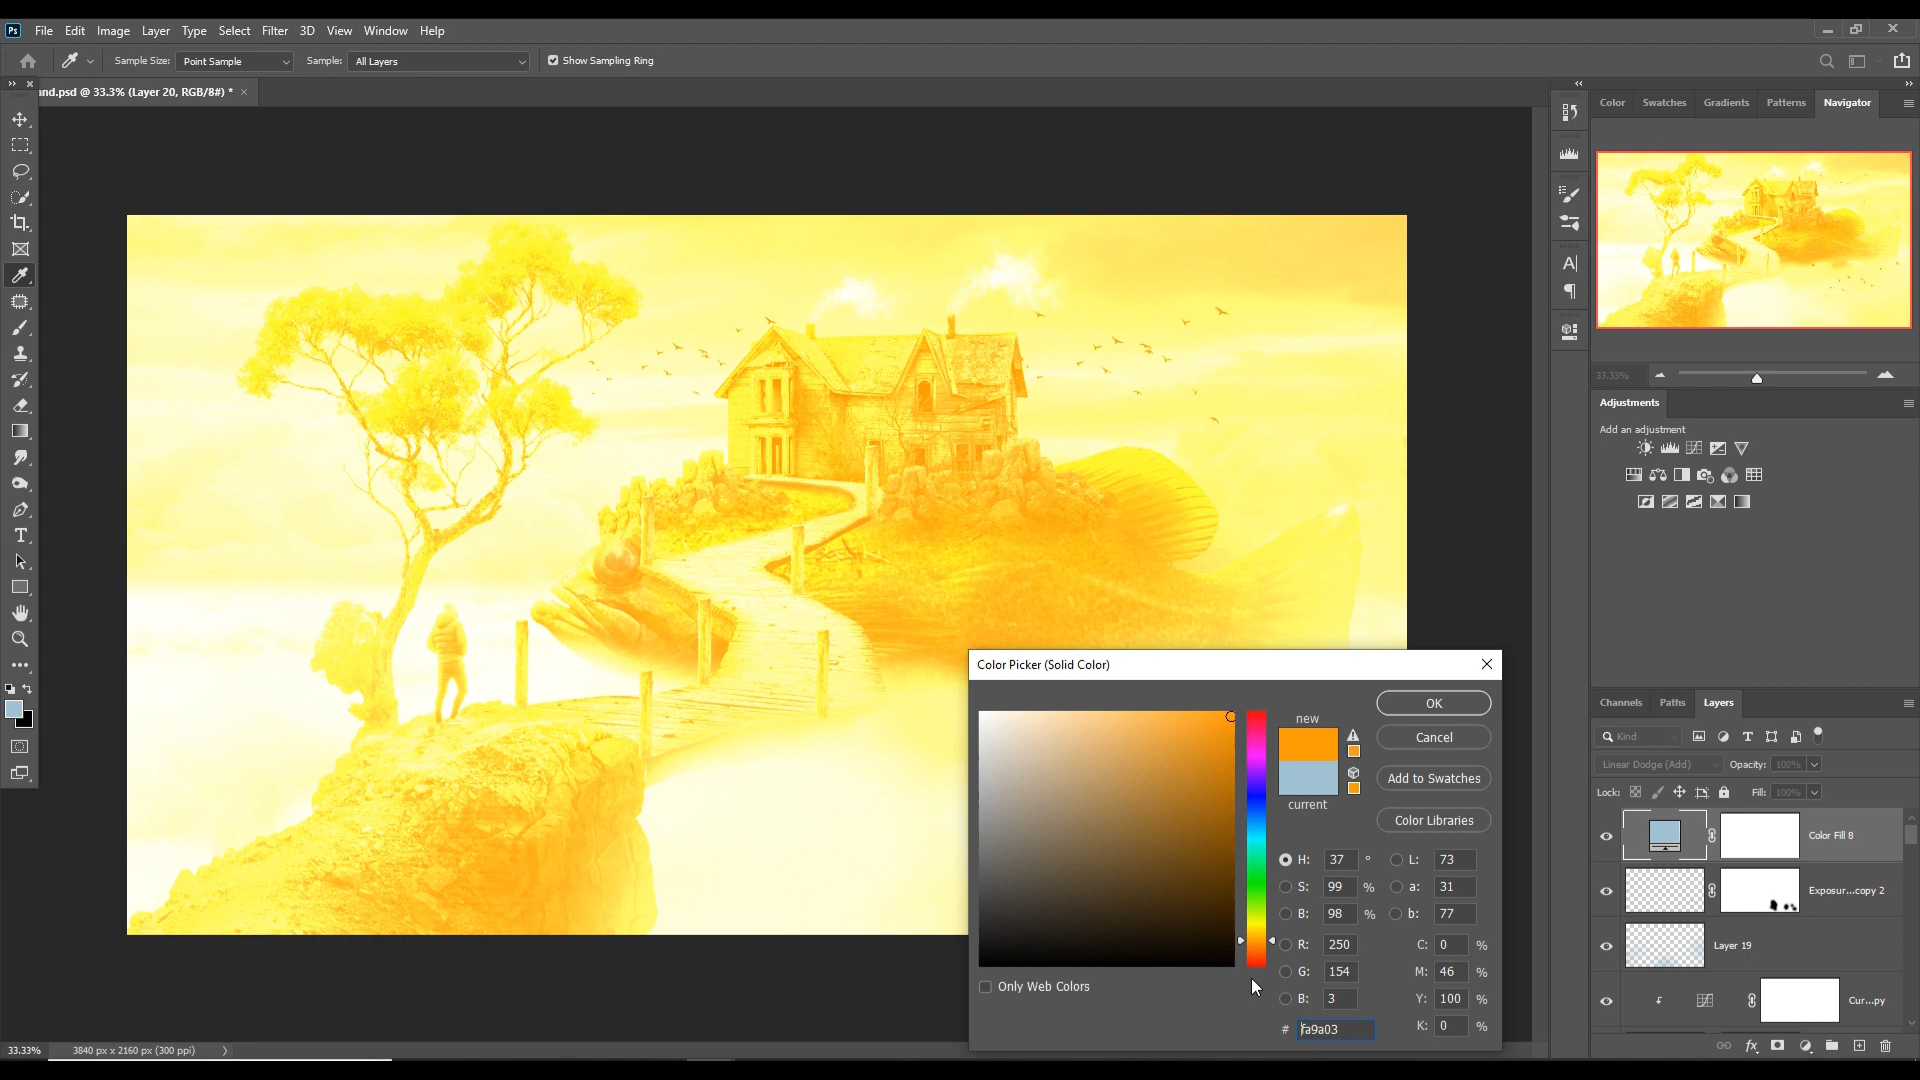 Ps File Edit Image Layer Type Select Filter 3D View Window Help
Sample Size: Point Sample Sample: All Layers Show Sampling Ring
and.psd @ 33.3% (Layer 20, RGB/8#) * ×
Color Swatches Gradients Patterns Navigator
33.33%
Adjustments
Add an adjustment
Color Picker (Solid Color)
new
current
OK
Cancel
Add to Swatches
Color Libraries
H: 37 ° L: 73
S: 99 % a: 31
B: 98 % b: 77
R: 250 C: 0 %
G: 154 M: 46 %
B: 3 Y: 100 %
# fa9a03 K: 0 %
Only Web Colors
Channels Paths Layers
Kind
Linear Dodge (Add) Opacity: 100%
Lock: Fill: 100%
Color Fill 8
Exposur...copy 2
Layer 19
Cur...py
fx
33.33% 3840 px x 2160 px (300 ppi)